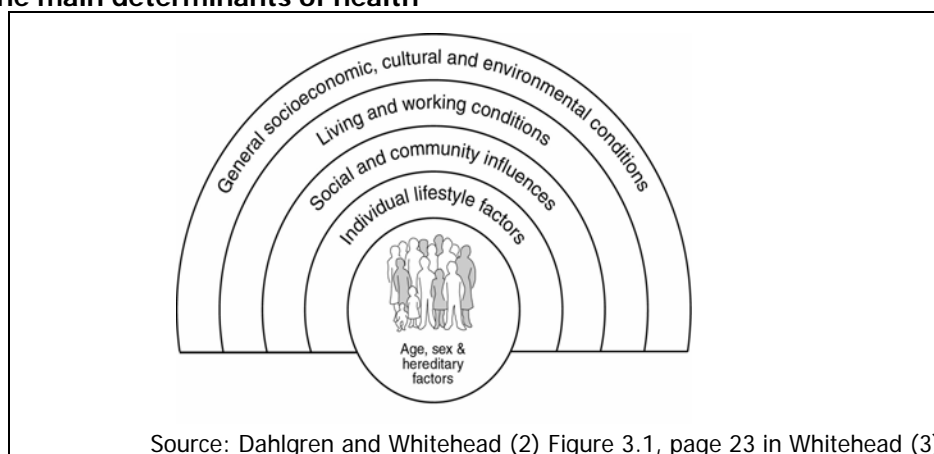 he main determinants of health
General socioeconomic, cultural and environmental conditions
Living and working conditions
Social and community influences
Individual lifestyle factors
Age, sex &
hereditary
factors
Source: Dahlgren and Whitehead (2) Figure 3.1, page 23 in Whitehead (3)